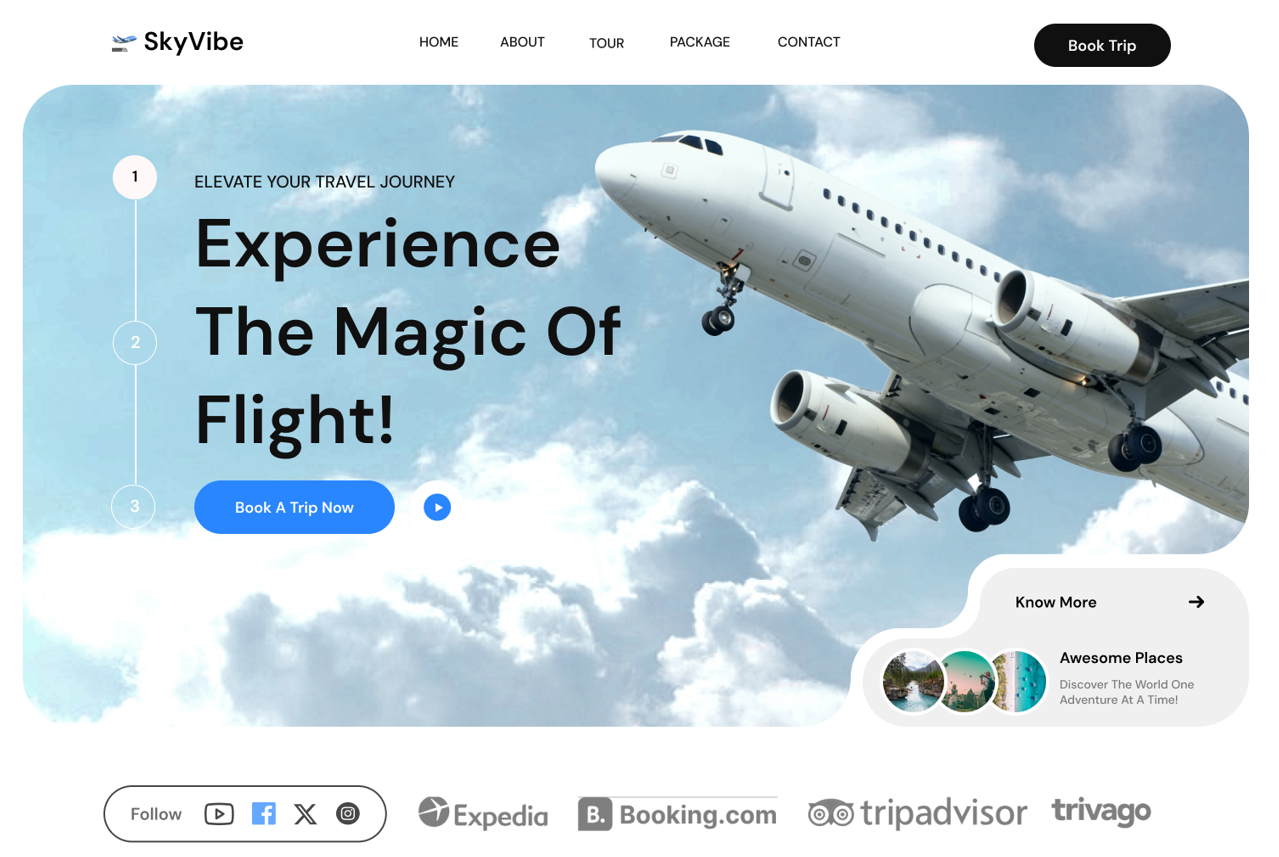 SkyVibe
HOME
ABOUT
TOUR
PACKAGE
CONTACT
Book Trip
1
ELEVATE YOUR TRAVEL JOURNEY
Experience
The Magic Of
2
Flight!
3
Book A Trip Now
Know More
Awesome Places
Discover The World One
Adventure At A Time!
Follow
Expedia
B. Booking.com
tripadvisor
trivago